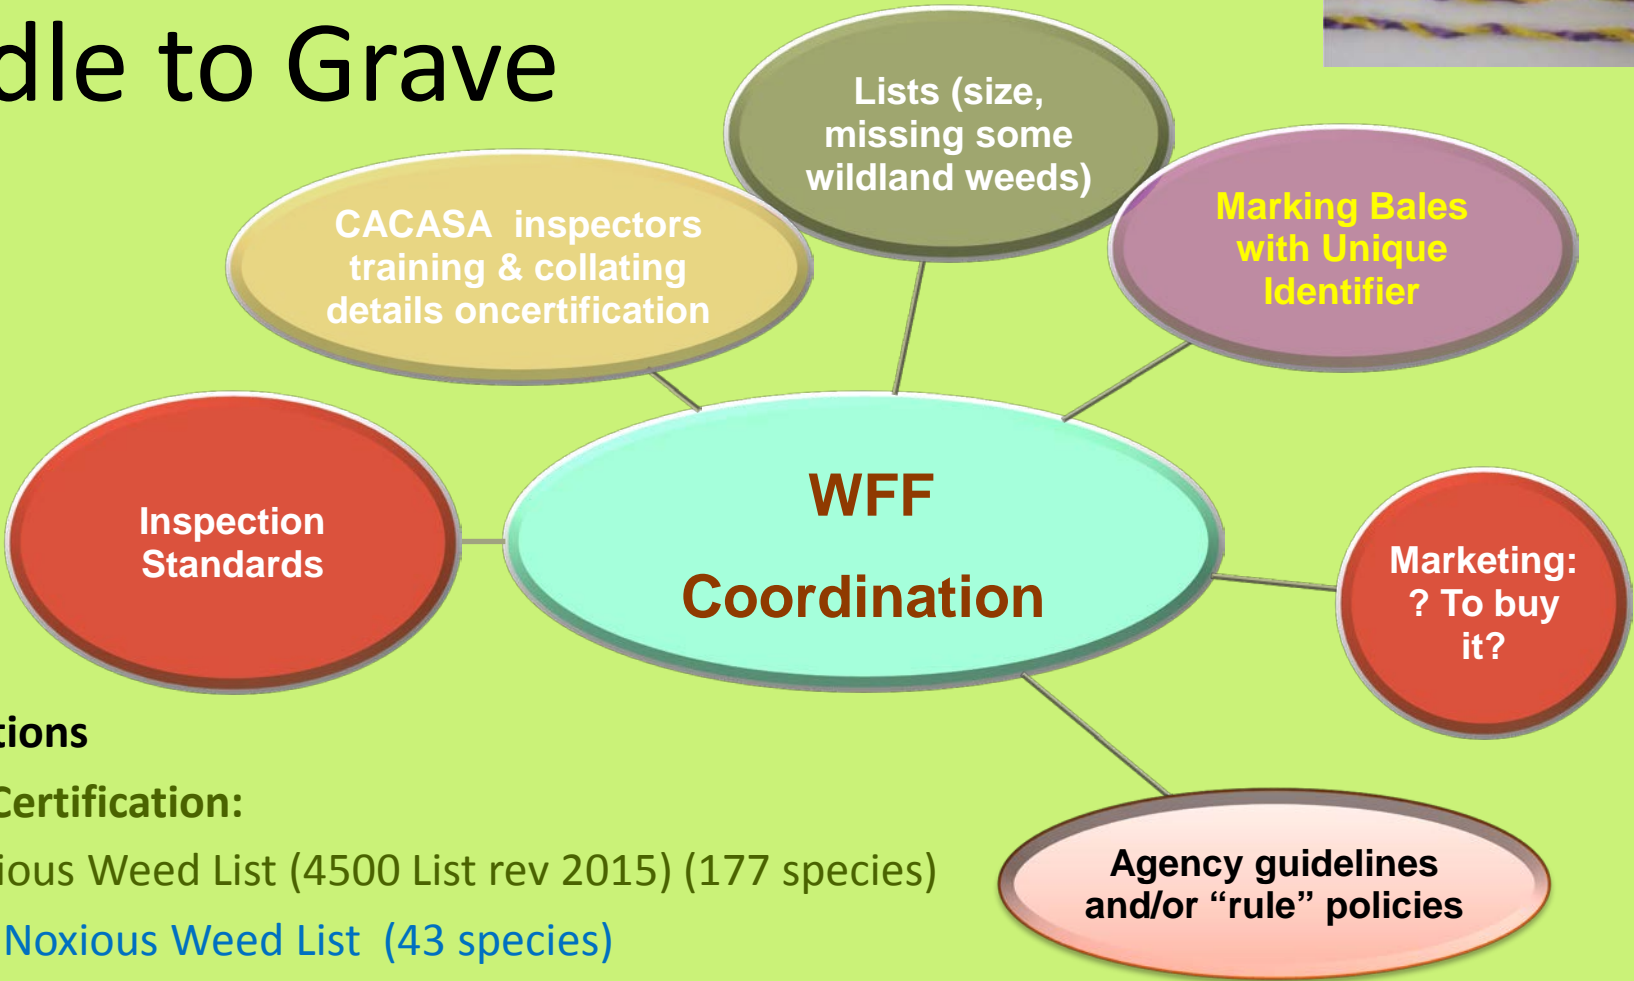 dle to Grave
Lists (size,
missing some
wildland weeds)
CACASA inspectors
training & collating
details oncertification
Marking Bales
with Unique
Identifier
Inspection
Standards
WFF
Coordination
Marketing:
? To buy
it?
Agency guidelines
and/or “rule” policies
tions
Certification:
ious Weed List (4500 List rev 2015) (177 species)
Noxious Weed List (43 species)